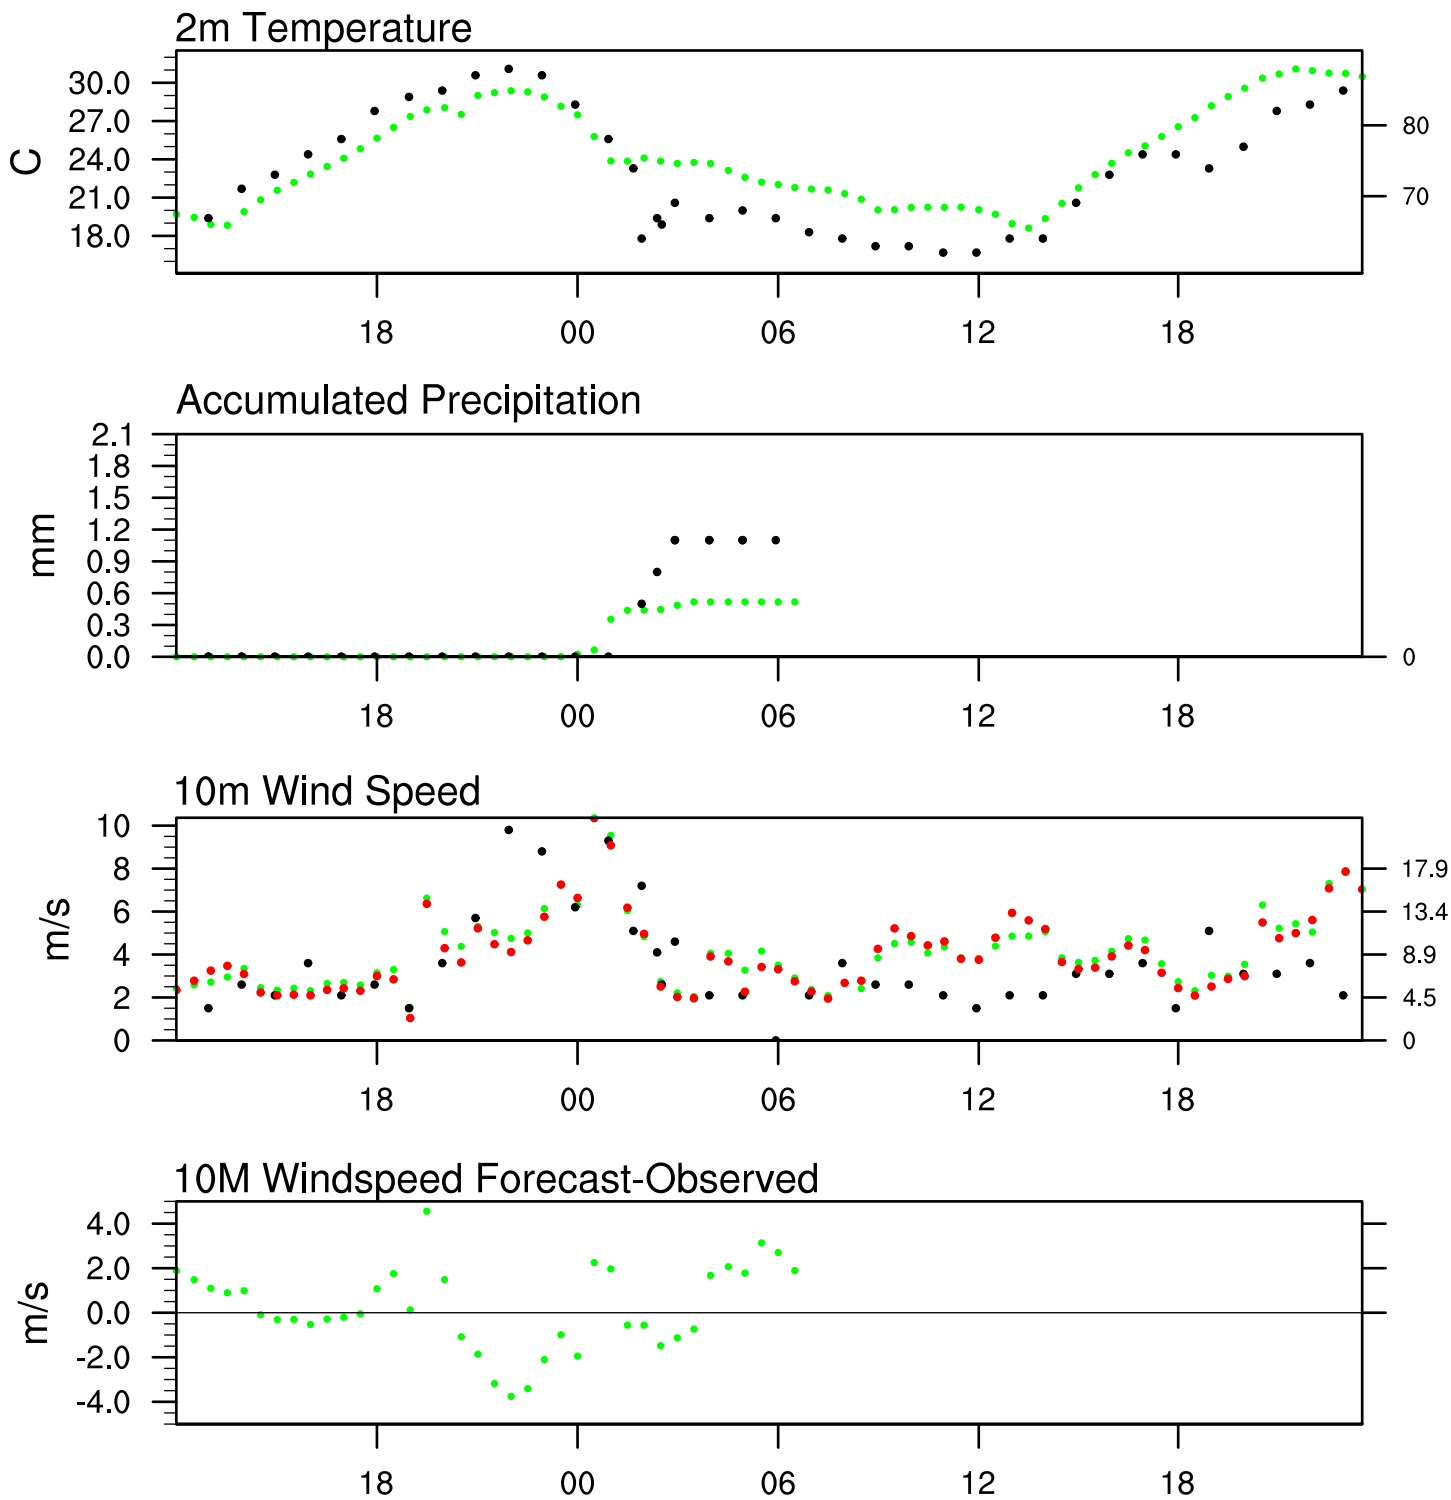 2m Temperature
30.0
27.0
24.0
21.0
18.0
C
80
70
18 00 06 12 18
Accumulated Precipitation
2.1
1.8
1.5
1.2
0.9
0.6
0.3
0.0
mm
0
18 00 06 12 18
10m Wind Speed
10
8
6
4
2
0
m/s
17.9
13.4
8.9
4.5
0
18 00 06 12 18
10M Windspeed Forecast-Observed
4.0
2.0
0.0
-2.0
-4.0
m/s
18 00 06 12 18